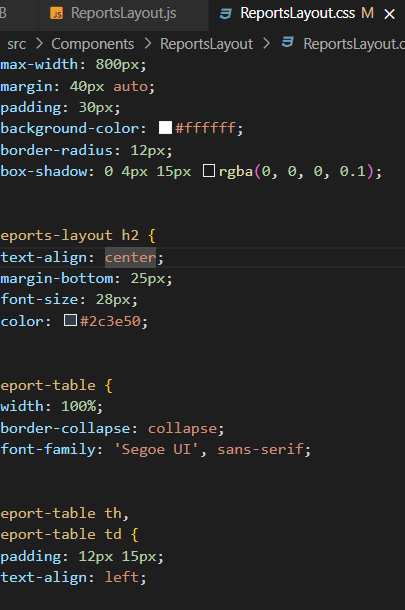 B
ReportsLayout.js
ReportsLayout.css M
src > Components > ReportsLayout > ReportsLayout.c
max-width: 800px;
margin: 40px auto;
padding: 30px;
background-color: #ffffff;
border-radius: 12px;
box-shadow: 0 4px 15px rgba(0, 0, 0, 0.1);
eports-layout h2 {
text-align: center;
margin-bottom: 25px;
font-size: 28px;
color: #2c3e50;
eport-table {
width: 100%;
border-collapse: collapse;
font-family: 'Segoe UI', sans-serif;
eport-table th,
eport-table td {
padding: 12px 15px;
text-align: left;